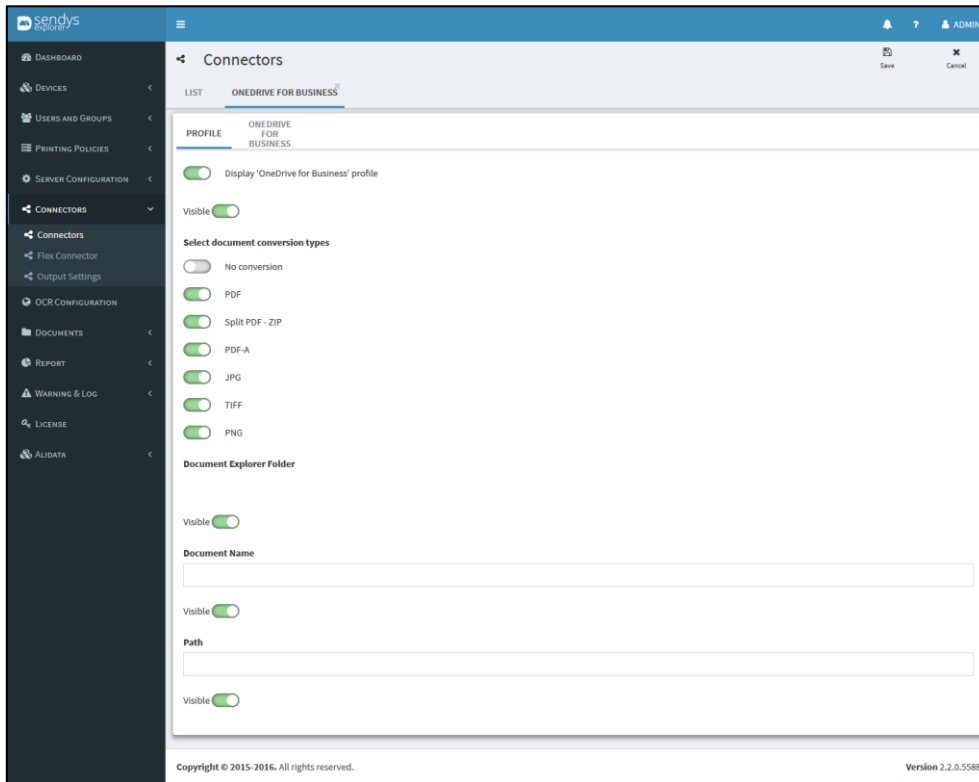 sendys
explorer
ADMIN
DASHBOARD
DEVICES
USERS AND GROUPS
PRINTING POLICIES
SERVER CONFIGURATION
CONNECTORS
Connectors
Flex Connector
Output Settings
OCR CONFIGURATION
DOCUMENTS
REPORT
WARNING & LOG
LICENSE
ALIDATA
Connectors
Save
Cancel
LIST
ONEDRIVE FOR BUSINESS
PROFILE
ONEDRIVE
FOR
BUSINESS
Display 'OneDrive for Business' profile
Visible
Select document conversion types
No conversion
PDF
Split PDF - ZIP
PDF-A
JPG
TIFF
PNG
Document Explorer Folder
Visible
Document Name
Visible
Path
Visible
Copyright © 2015-2016. All rights reserved.
Version 2.2.0.5588